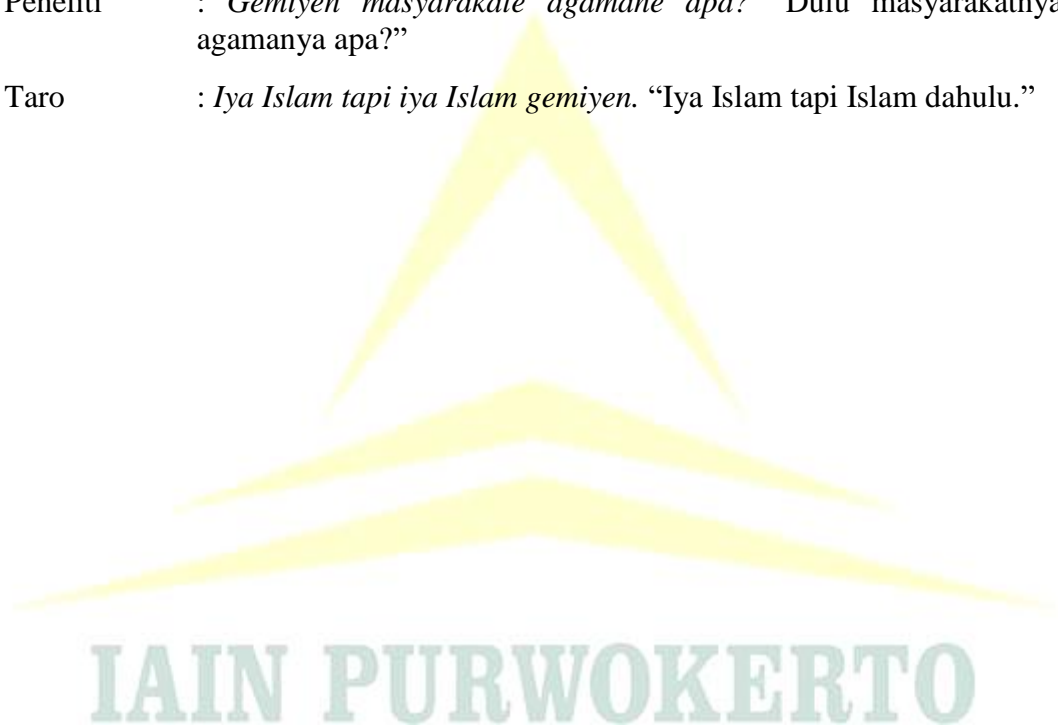 Peneliti : Gemiyen masyarakate agamane apa? Dulu masyarakatnya
agamanya apa?”
Taro : Iya Islam tapi iya Islam gemiyen. “Iya Islam tapi Islam dahulu.”
IAIN PURWOKERTO